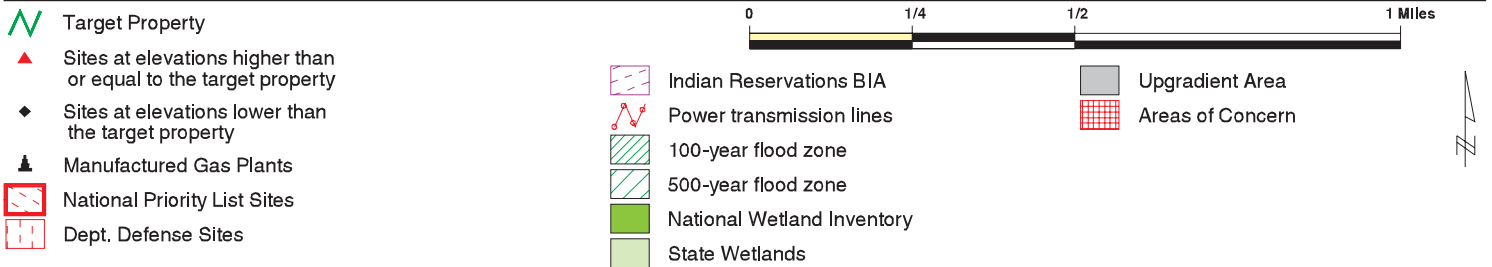 0 1/4 1/2 1 Miles
Target Property
Sites at elevations higher than
or equal to the target property
Sites at elevations lower than
the target property
Manufactured Gas Plants
National Priority List Sites
Dept. Defense Sites
Indian Reservations BIA
Power transmission lines
100-year flood zone
500-year flood zone
National Wetland Inventory
State Wetlands
Upgradient Area
Areas of Concern
N